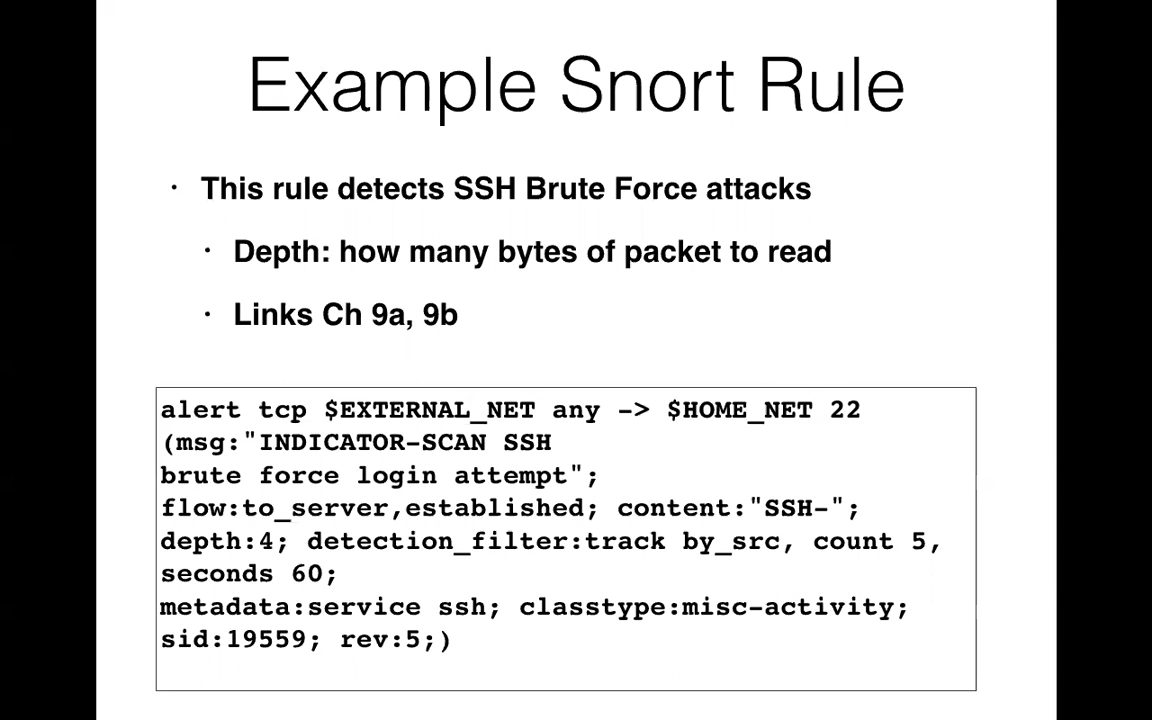 Example Snort Rule
• This rule detects SSH Brute Force attacks
• Depth: how many bytes of packet to read
• Links Ch 9a, 9b
alert tcp $EXTERNAL_NET any -> $HOME_NET 22
(msg:"INDICATOR-SCAN SSH
brute force login attempt";
flow:to_server,established; content:"SSH-";
depth:4; detection_filter:track by_src, count 5,
seconds 60;
metadata:service ssh; classtype:misc-activity;
sid:19559; rev:5;)